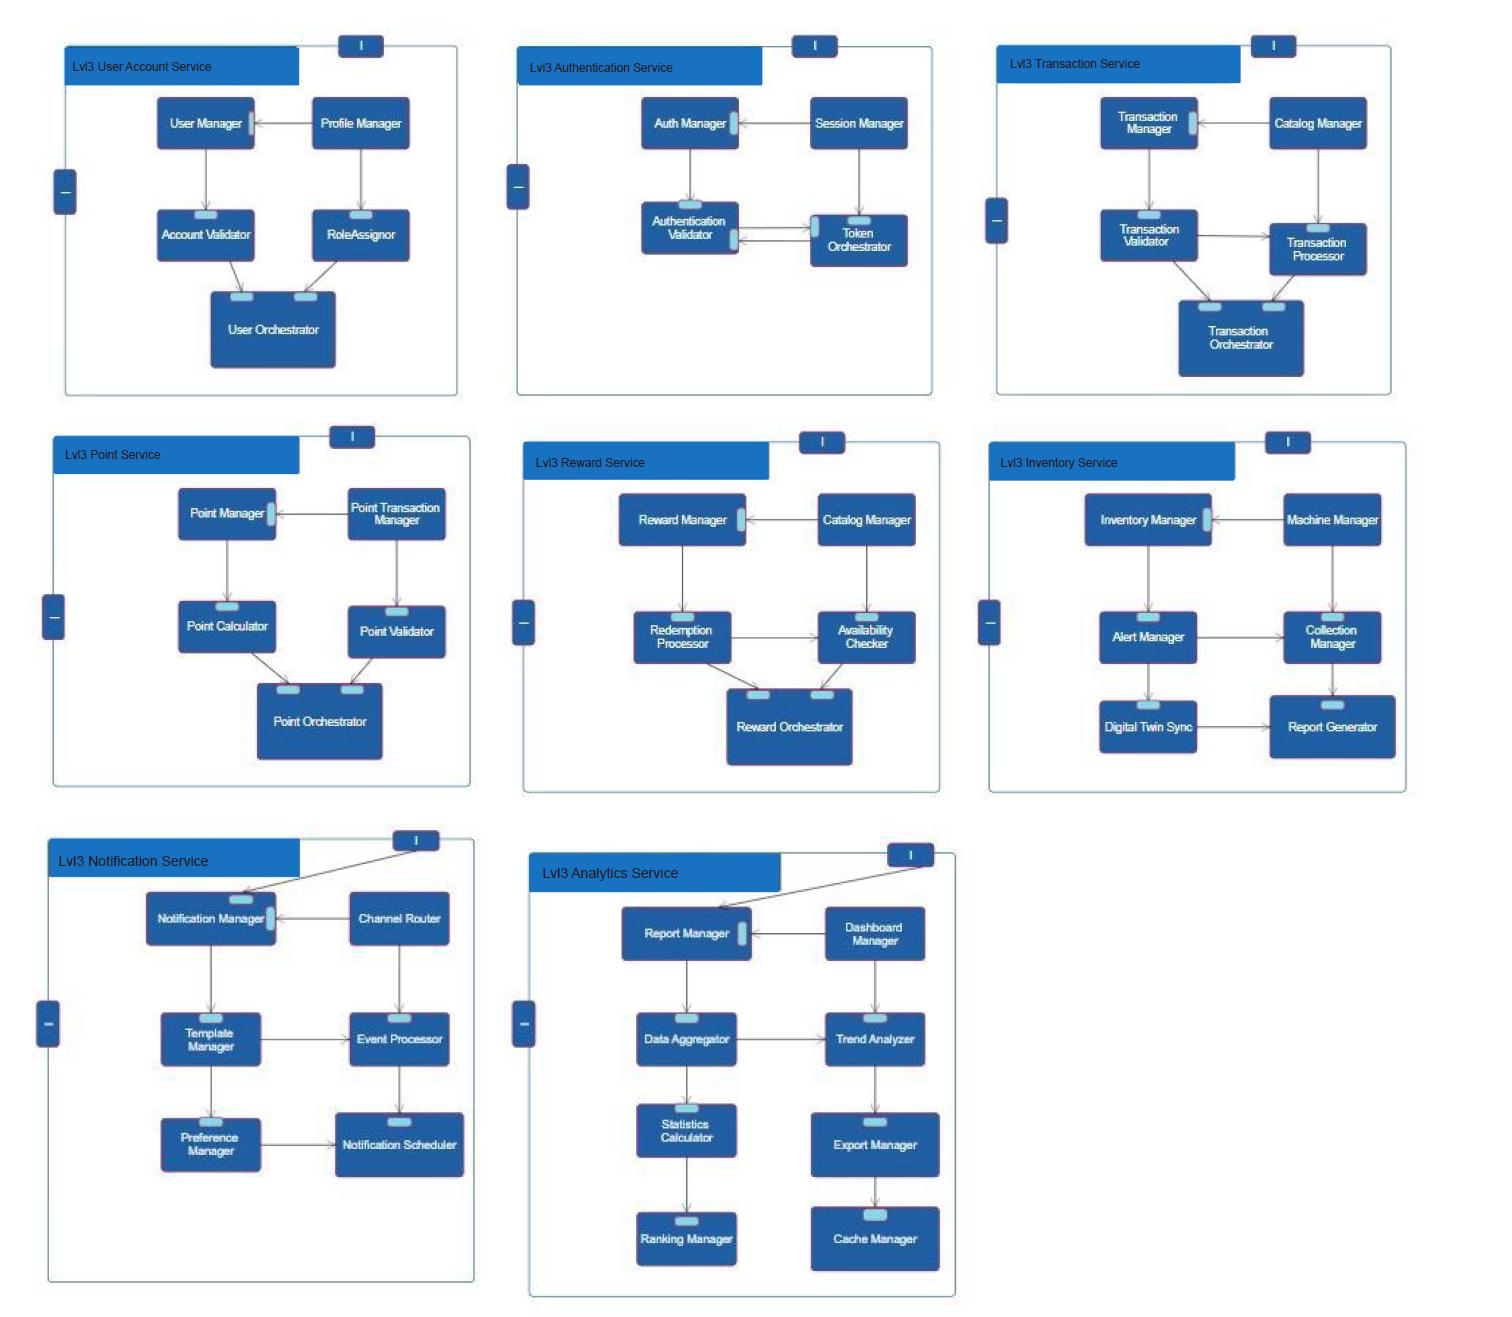 I
Lvl3 User Account Service
User Manager
Profile Manager
I
Account Validator
RoleAssignor
User Orchestrator
I
Lvl3 Authentication Service
Auth Manager
Session Manager
I
Authentication
Validator
Token
Orchestrator
I
Lvl3 Transaction Service
Transaction
Manager
Catalog Manager
I
Transaction
Validator
Transaction
Processor
Transaction
Orchestrator
I
Lvl3 Point Service
Point Manager
Point Transaction
Manager
I
Point Calculator
Point Validator
Point Orchestrator
I
Lvl3 Reward Service
Reward Manager
Catalog Manager
I
Redemption
Processor
Availability
Checker
Reward Orchestrator
I
Lvl3 Inventory Service
Inventory Manager
Machine Manager
I
Alert Manager
Collection
Manager
Digital Twin Sync
Report Generator
I
Lvl3 Notification Service
Notification Manager
Channel Router
I
Template
Manager
Event Processor
Preference
Manager
Notification Scheduler
I
Lvl3 Analytics Service
Report Manager
Dashboard
Manager
I
Data Aggregator
Trend Analyzer
Statistics
Calculator
Export Manager
Ranking Manager
Cache Manager